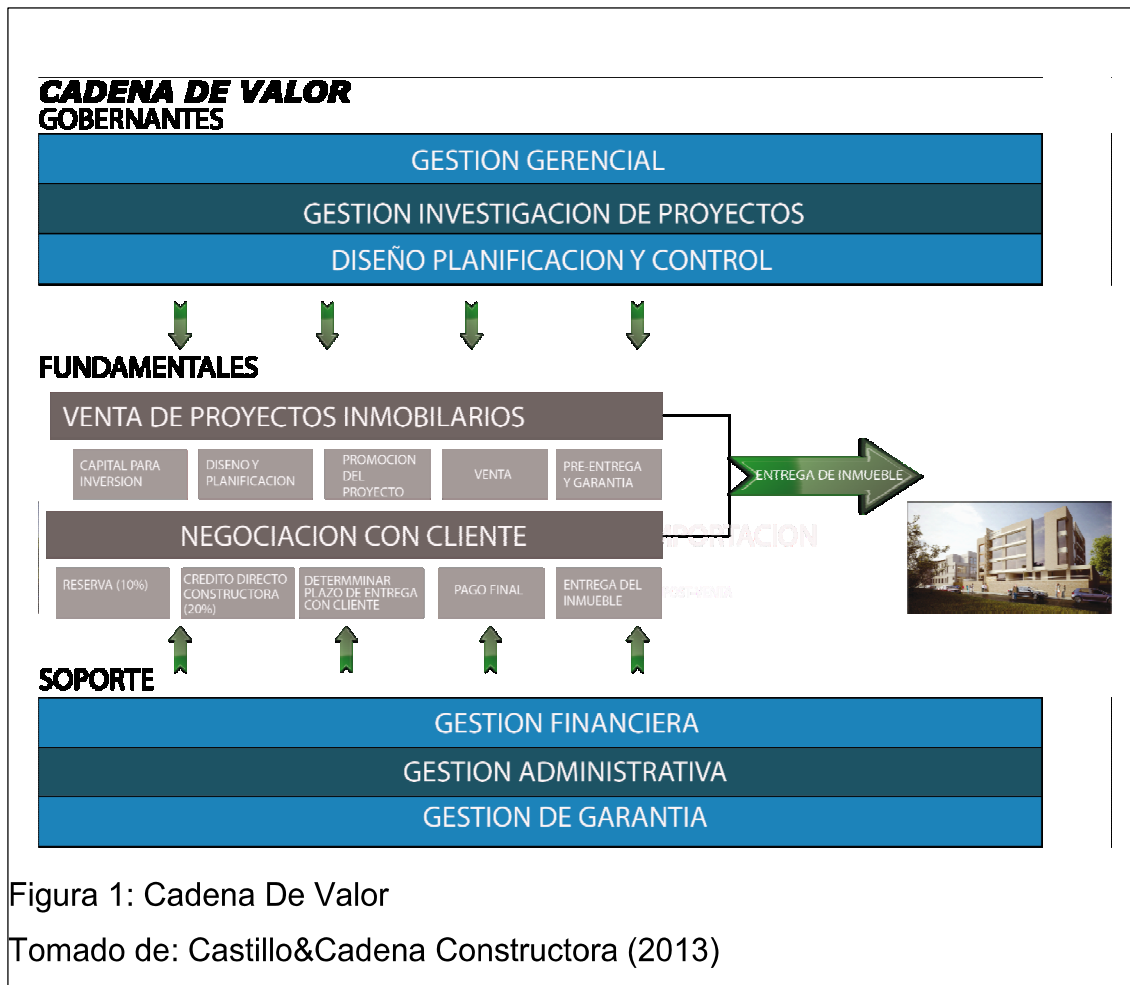 CADENA DE VALOR
GOBERNANTES
GESTION GERENCIAL
GESTION INVESTIGACION DE PROYECTOS
DISEÑO PLANIFICACION Y CONTROL
FUNDAMENTALES
VENTA DE PROYECTOS INMOBILARIOS
CAPITAL PARA
INVERSION
DISENO Y
PLANIFICACION
PROMOCION
DEL
PROYECTO
VENTA
PRE-ENTREGA
Y GARANTIA
ENTREGA DE INMUEBLE
NEGOCIACION CON CLIENTE
RESERVA (10%)
CREDITO DIRECTO
CONSTRUCTORA
(20%)
DETERMMINAR
PLAZO DE ENTREGA
CON CLIENTE
PAGO FINAL
ENTREGA DEL
INMUEBLE
SOPORTE
GESTION FINANCIERA
GESTION ADMINISTRATIVA
GESTION DE GARANTIA
Figura 1: Cadena De Valor
Tomado de: Castillo&Cadena Constructora (2013)